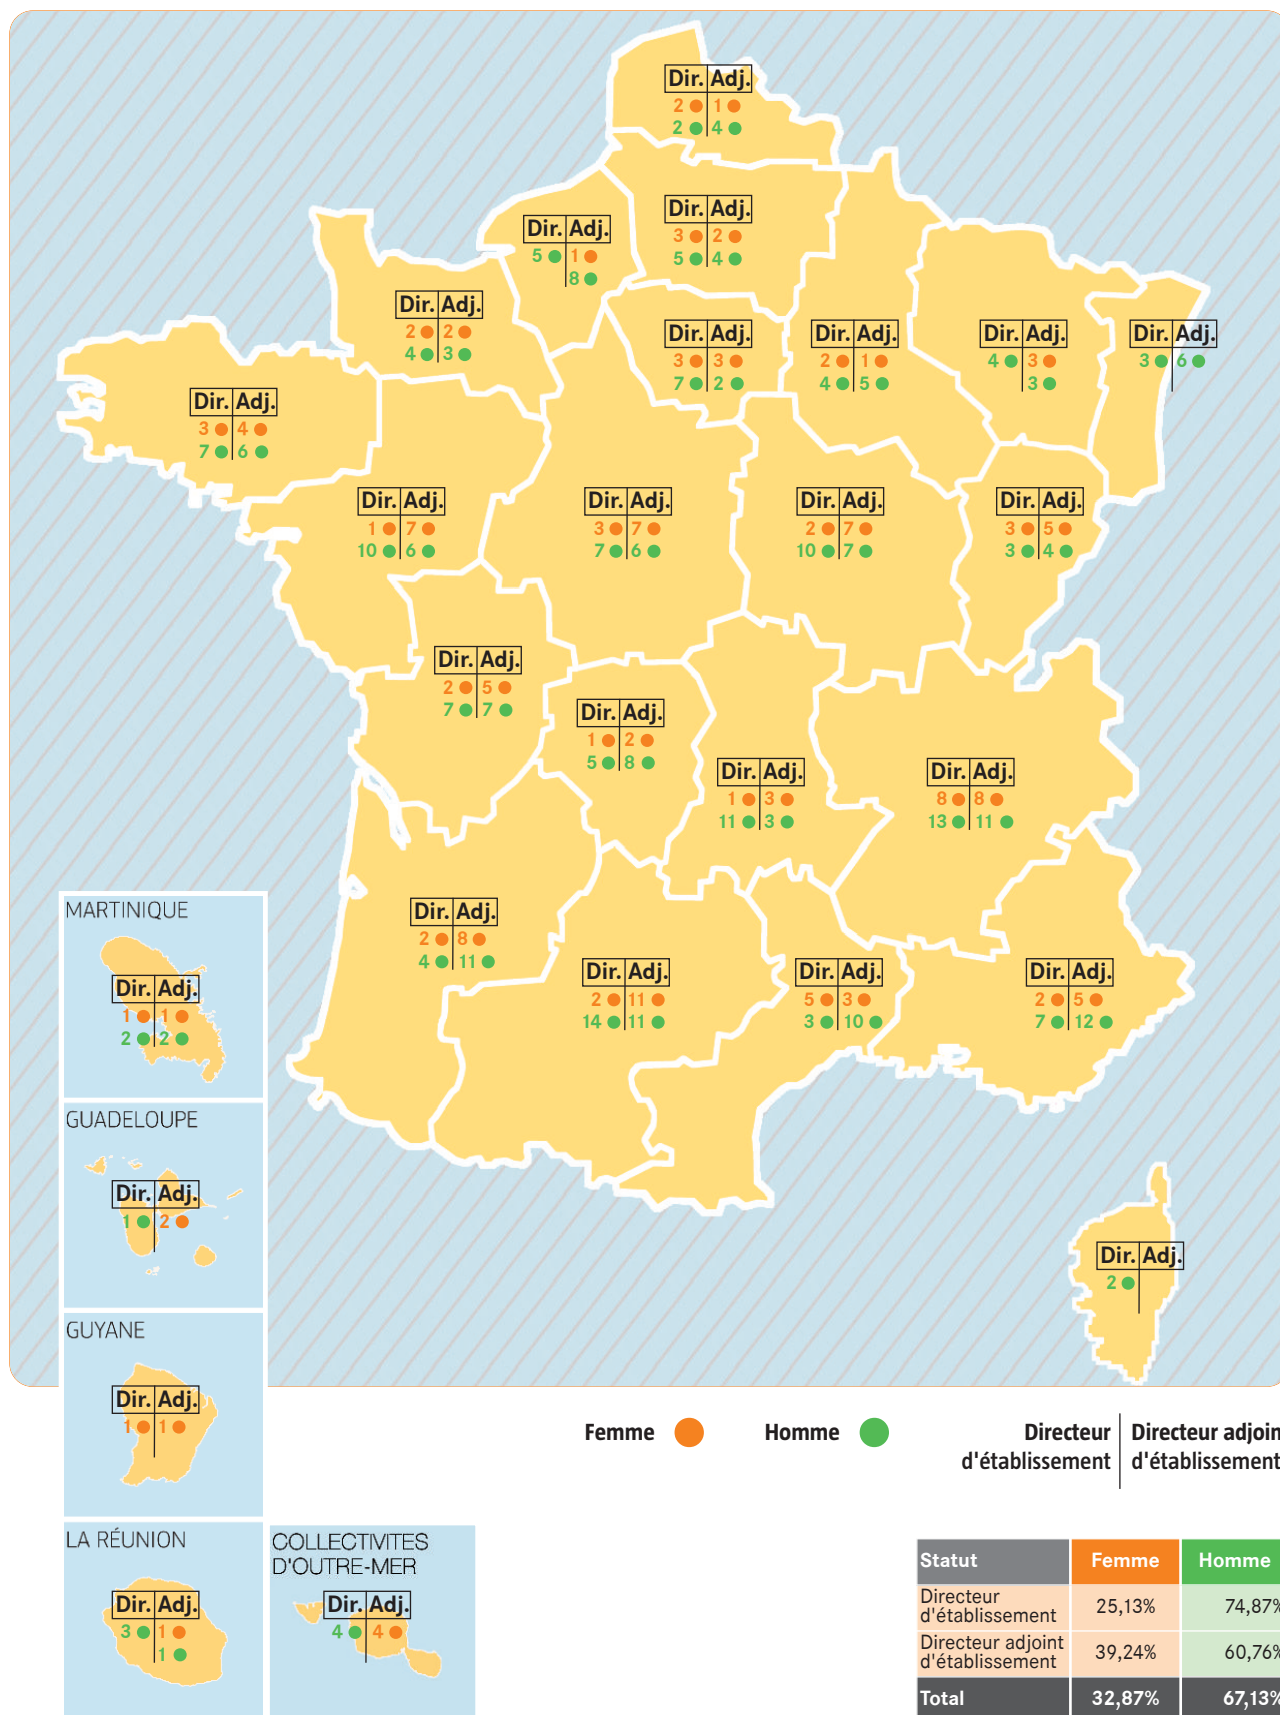 Dir. Adj.
2 1
2 4
Dir. Adj.
3 2
5 4
Dir. Adj.
5 1
8
Dir. Adj.
2 2
4 3
Dir. Adj.
3 3
7 2
Dir. Adj.
2 1
4 5
Dir. Adj.
4 3
3
Dir. Adj.
3 6
Dir. Adj.
3 4
7 6
Dir. Adj.
1 7
10 6
Dir. Adj.
3 7
7 6
Dir. Adj.
2 7
10 7
Dir. Adj.
3 5
3 4
Dir. Adj.
2 5
7 7
Dir. Adj.
1 2
5 8
Dir. Adj.
1 3
11 3
Dir. Adj.
8 8
13 11
Dir. Adj.
2 8
4 11
Dir. Adj.
2 11
14 11
Dir. Adj.
5 3
3 10
Dir. Adj.
2 5
7 12
MARTINIQUE
Dir. Adj.
1 1
2 2
GUADELOUPE
Dir. Adj.
1 2
Dir. Adj.
2
GUYANE
Dir. Adj.
1 1
Femme Homme
Directeur d'établissement
Directeur adjoin
d'établissement
LA RÉUNION
Dir. Adj.
3 1
1
COLLECTIVITES
D'OUTRE-MER
Dir. Adj.
4 4
Statut Femme Homme
Directeur
d'établissement 25,13% 74,87%
Directeur adjoint
d'établissement 39,24% 60,76%
Total 32,87% 67,13%